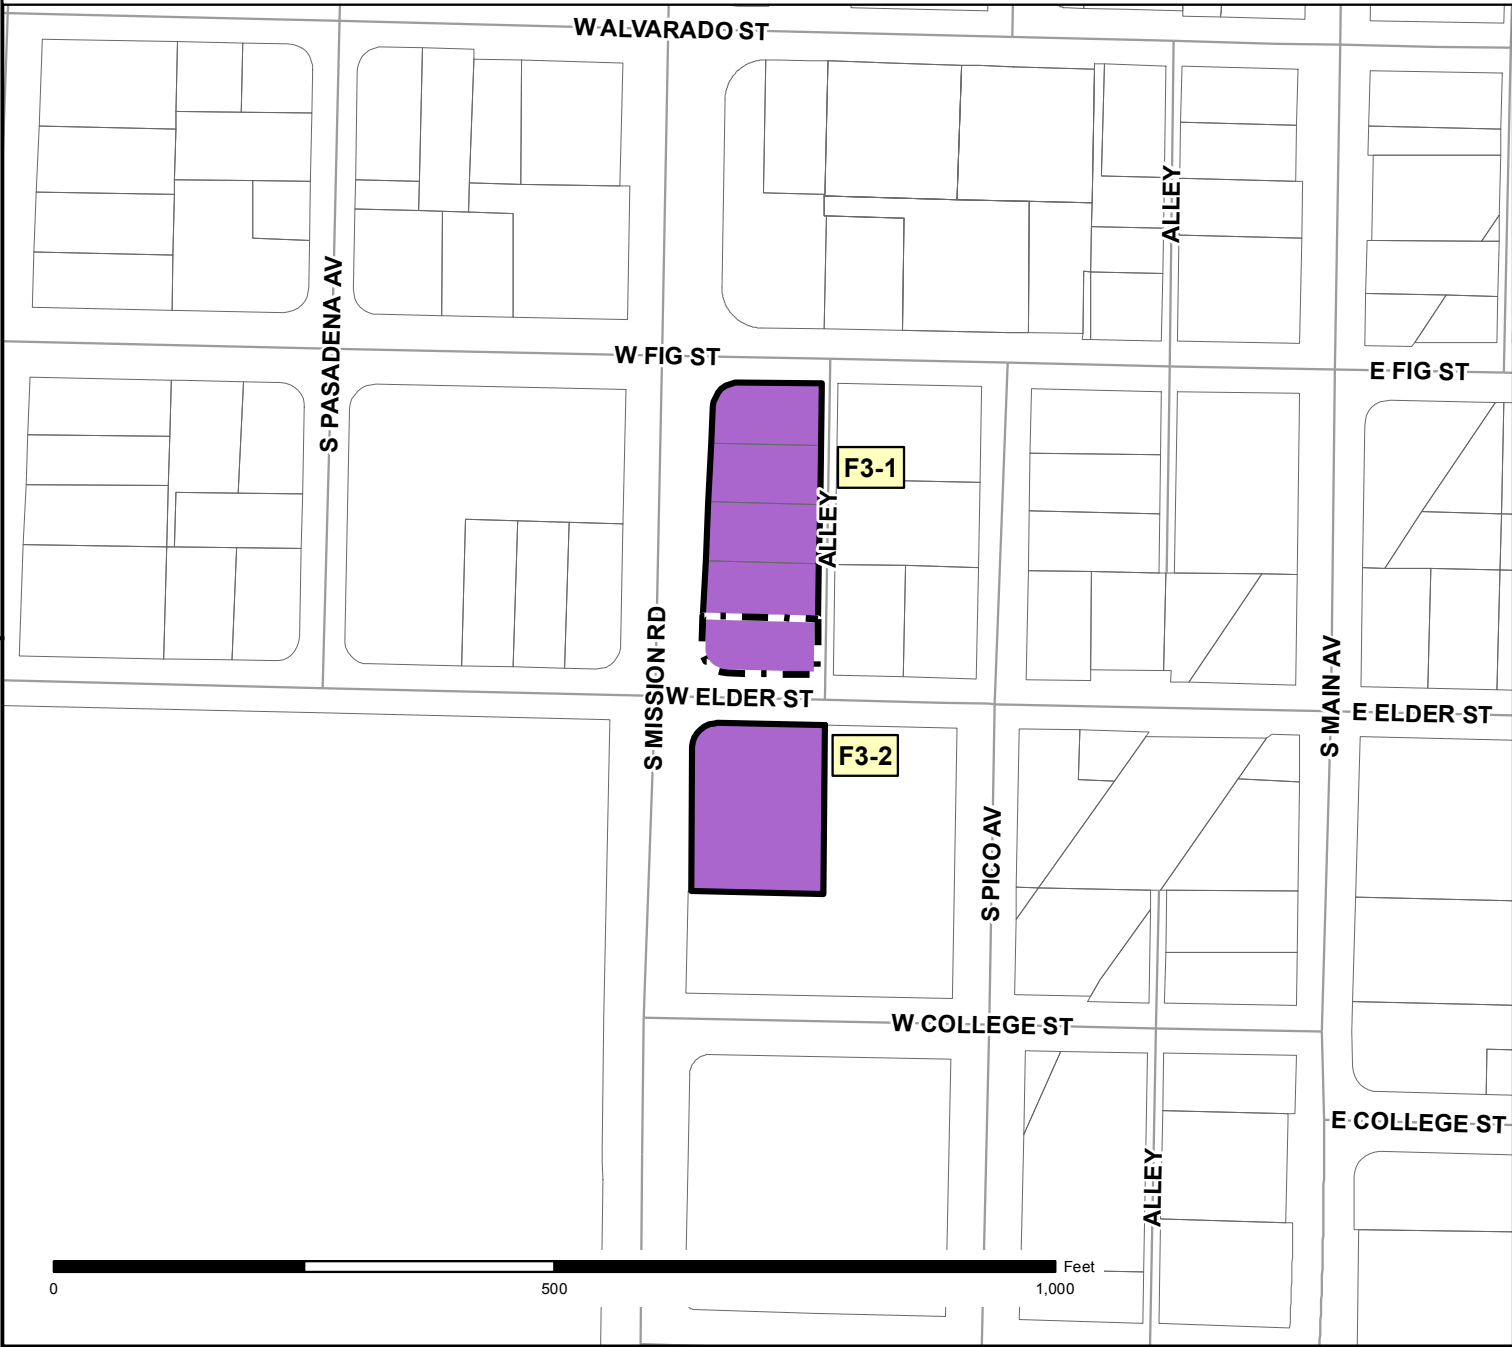 W ALVARADO ST
ALLEY
S PASADENA AV
W FIG ST
E FIG ST
F3-1
ALLEY
S MISSION RD
W ELDER ST
S MAIN AV
E ELDER ST
F3-2
S PICO AV
W COLLEGE ST
E COLLEGE ST
ALLEY
Feet
0 500 1,000